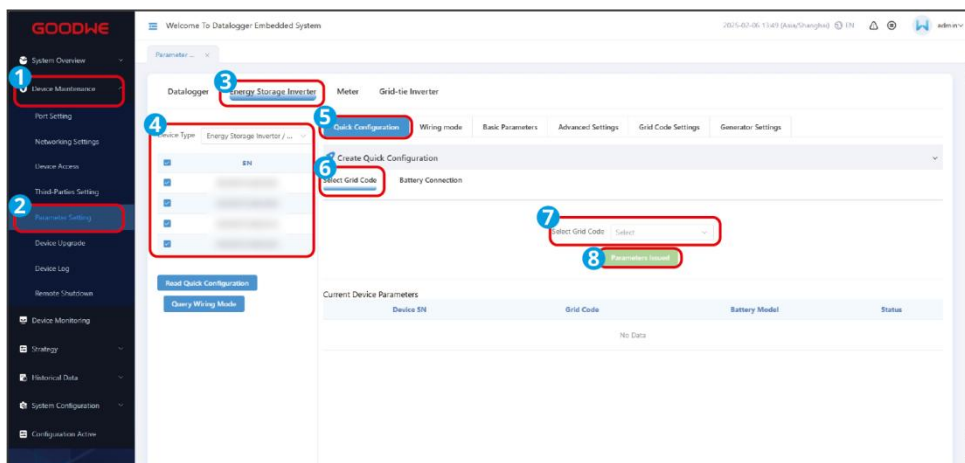 GOODWE
Welcome To Datalogger Embedded System
2025-02-06 13:49 (Asia/Shanghai) EN
admin
Parameter ... ×
System Overview
1
Device Maintenance
Port Setting
Networking Settings
Device Access
Third-Parties Setting
2
Parameter Setting
Device Upgrade
Device Log
Remote Shutdown
Device Monitoring
Strategy
Historical Data
System Configuration
Configuration Active
Datalogger
3
Energy Storage Inverter
Meter
Grid-tie Inverter
4
Device Type
Energy Storage Inverter / ...
SN
Read Quick Configuration
Query Wiring Mode
5
Quick Configuration
Wiring mode
Basic Parameters
Advanced Settings
Grid Code Settings
Generator Settings
Create Quick Configuration
6
Select Grid Code
Battery Connection
7
Select Grid Code
Select
8
Parameters Issued
Current Device Parameters
Device SN
Grid Code
Battery Model
Status
No Data